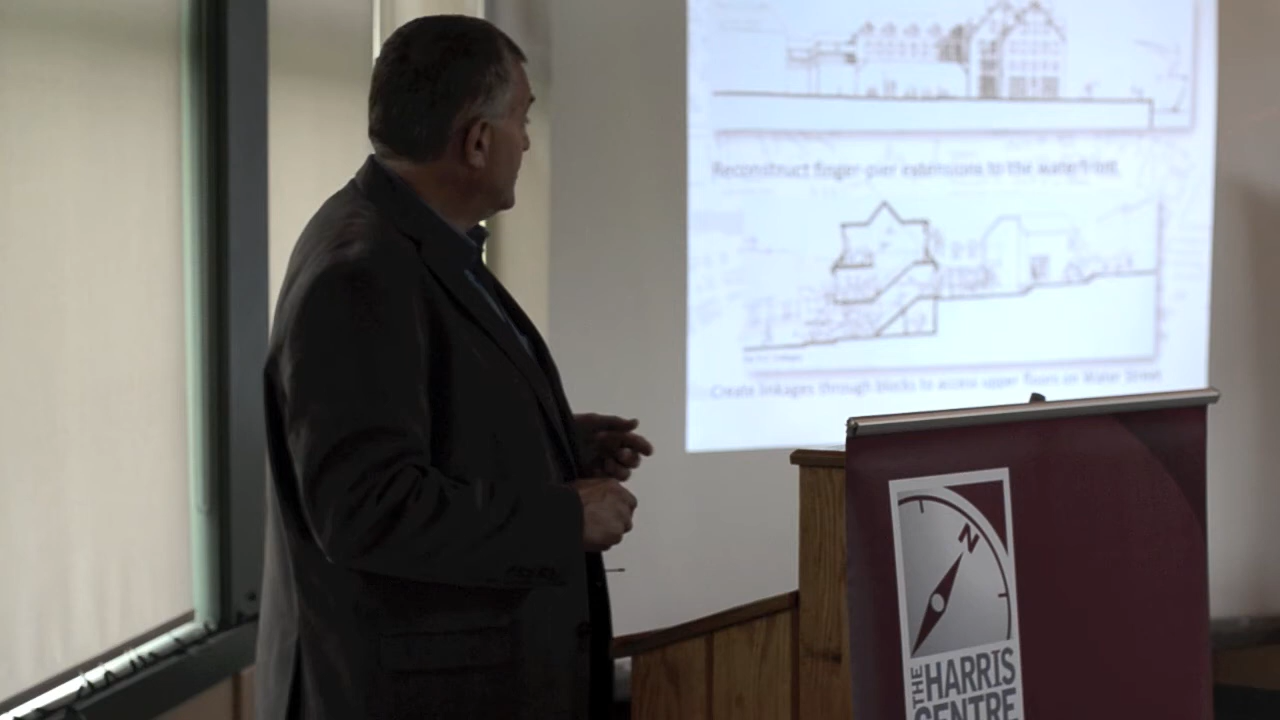 Reconstruct finger-pier extensions to the waterfront
Create linkages through blocks to access upper floors on Water Street
N
THE
HARRIS
CENTRE